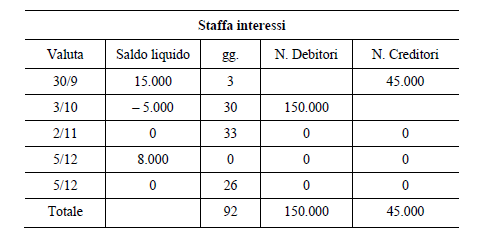 Staffa interessi
Valuta Saldo liquido gg. N. Debitori N. Creditori
30/9 15.000 3 45.000
3/10 – 5.000 30 150.000
2/11 0 33 0 0
5/12 8.000 0 0 0
5/12 0 26 0 0
Totale 92 150.000 45.000